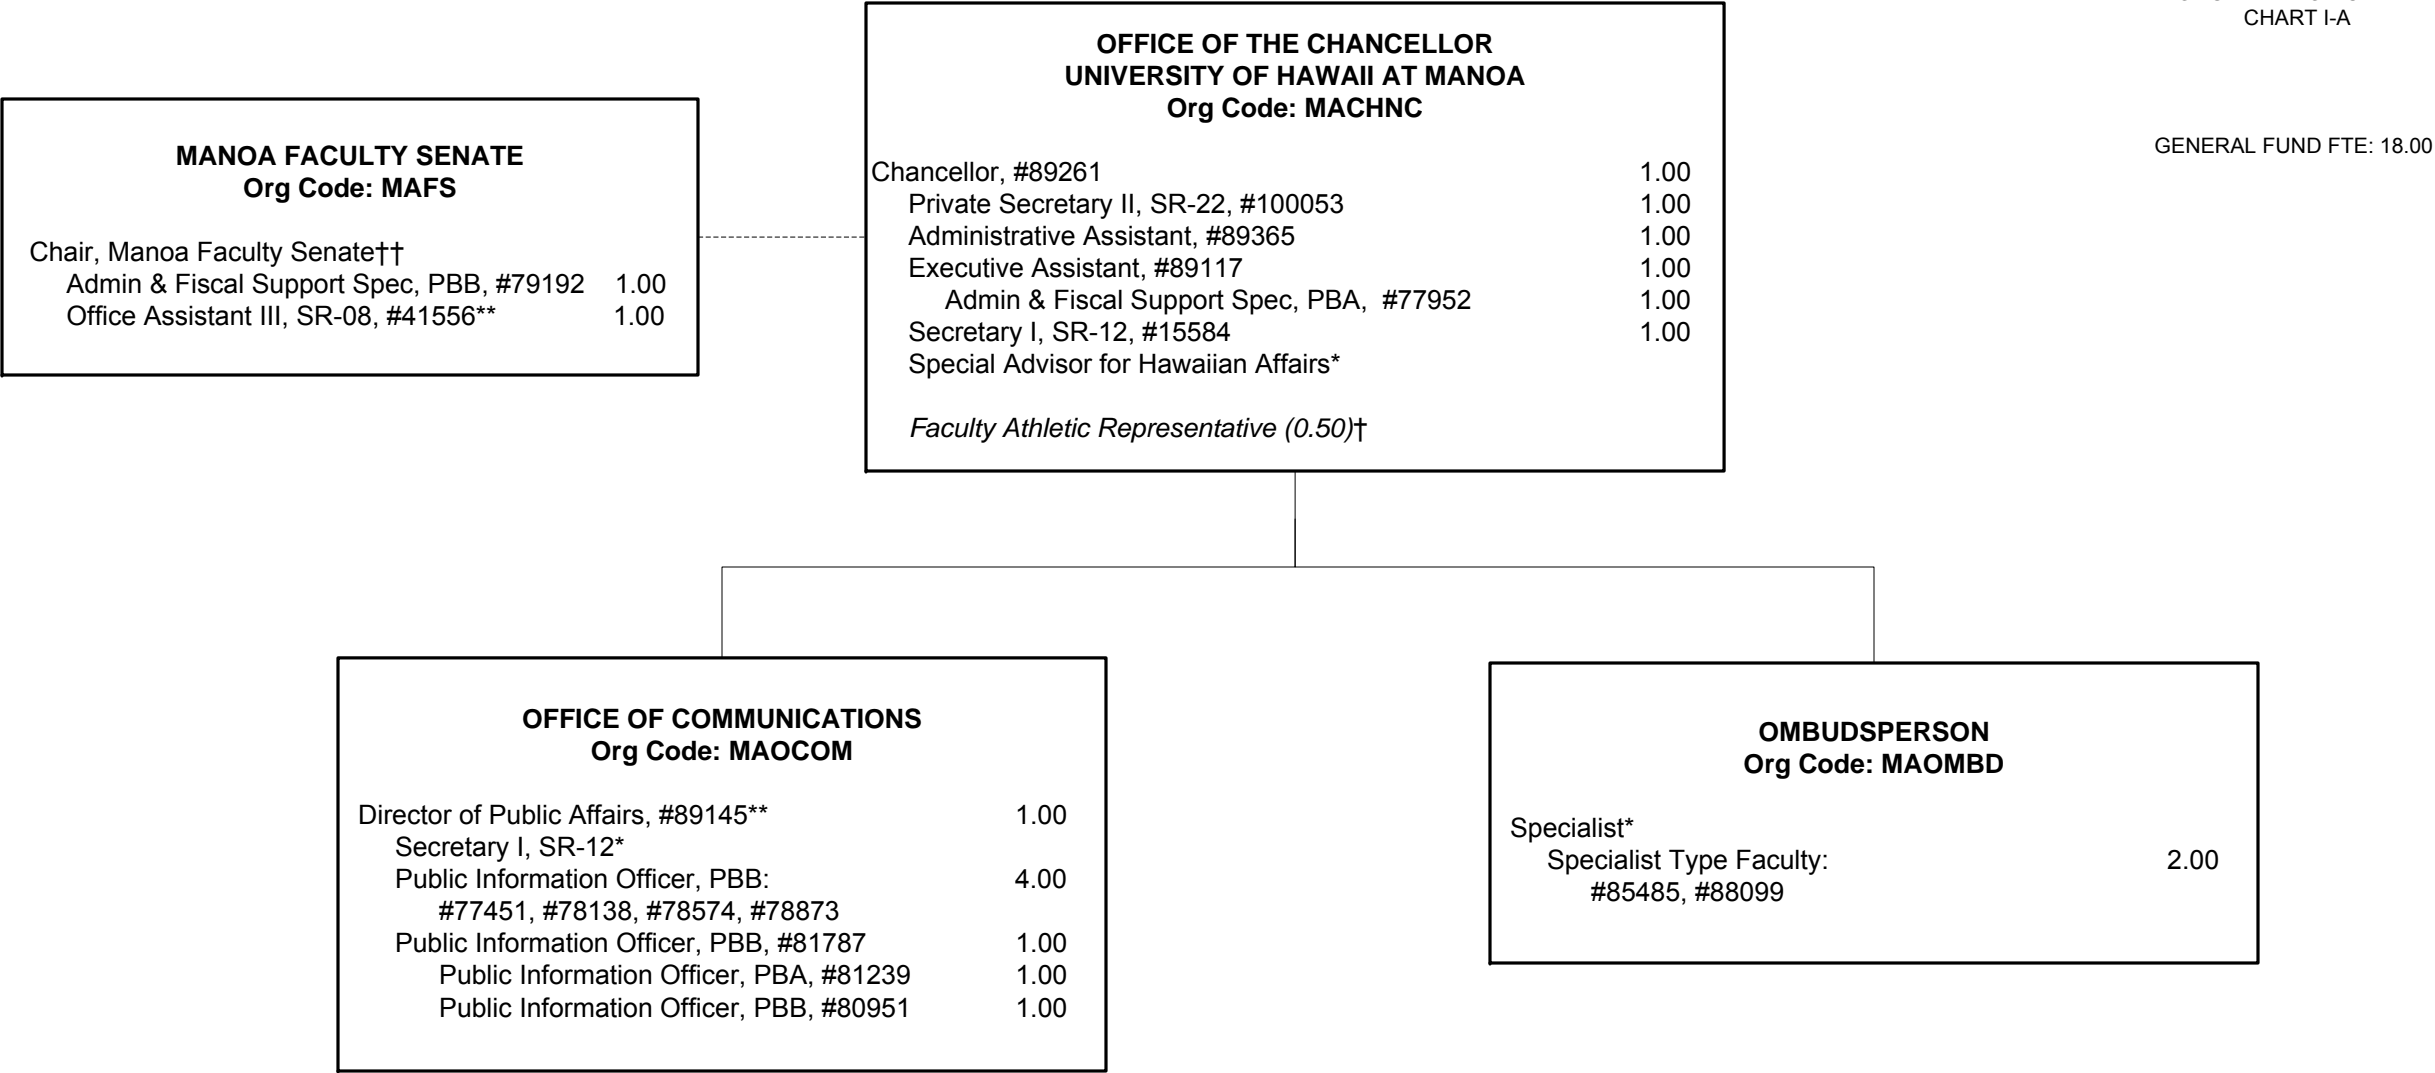 CHART I-A
GENERAL FUND FTE: 18.00
OFFICE OF THE CHANCELLOR
UNIVERSITY OF HAWAII AT MANOA
Org Code: MACHNC
Chancellor, #89261 1.00
Private Secretary II, SR-22, #100053 1.00
Administrative Assistant, #89365 1.00
Executive Assistant, #89117 1.00
Admin & Fiscal Support Spec, PBA, #77952 1.00
Secretary I, SR-12, #15584 1.00
Special Advisor for Hawaiian Affairs*
Faculty Athletic Representative (0.50)†
MANOA FACULTY SENATE
Org Code: MAFS
Chair, Manoa Faculty Senate††
Admin & Fiscal Support Spec, PBB, #79192 1.00
Office Assistant III, SR-08, #41556** 1.00
OFFICE OF COMMUNICATIONS
Org Code: MAOCOM
Director of Public Affairs, #89145** 1.00
Secretary I, SR-12*
Public Information Officer, PBB: 4.00
#77451, #78138, #78574, #78873
Public Information Officer, PBB, #81787 1.00
Public Information Officer, PBA, #81239 1.00
Public Information Officer, PBB, #80951 1.00
OMBUDSPERSON
Org Code: MAOMBD
Specialist*
Specialist Type Faculty: 2.00
#85485, #88099